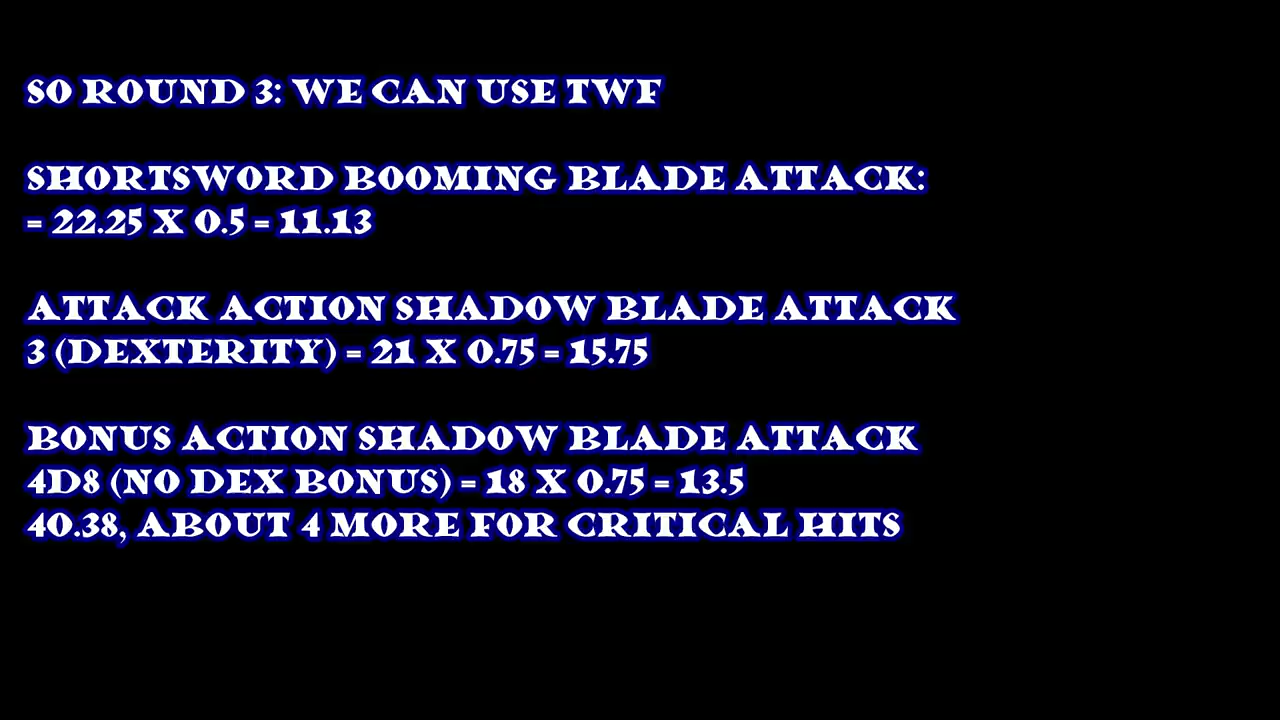 SO ROUND 3: WE CAN USE TWF
SHORTSWORD BOOMING BLADE ATTACK:
= 22.25 X 0.5 = 11.13
ATTACK ACTION SHADOW BLADE ATTACK
3 (DEXTERITY) = 21 X 0.75 = 15.75
BONUS ACTION SHADOW BLADE ATTACK
4D8 (NO DEX BONUS) = 18 X 0.75 = 13.5
40.38, ABOUT 4 MORE FOR CRITICAL HITS